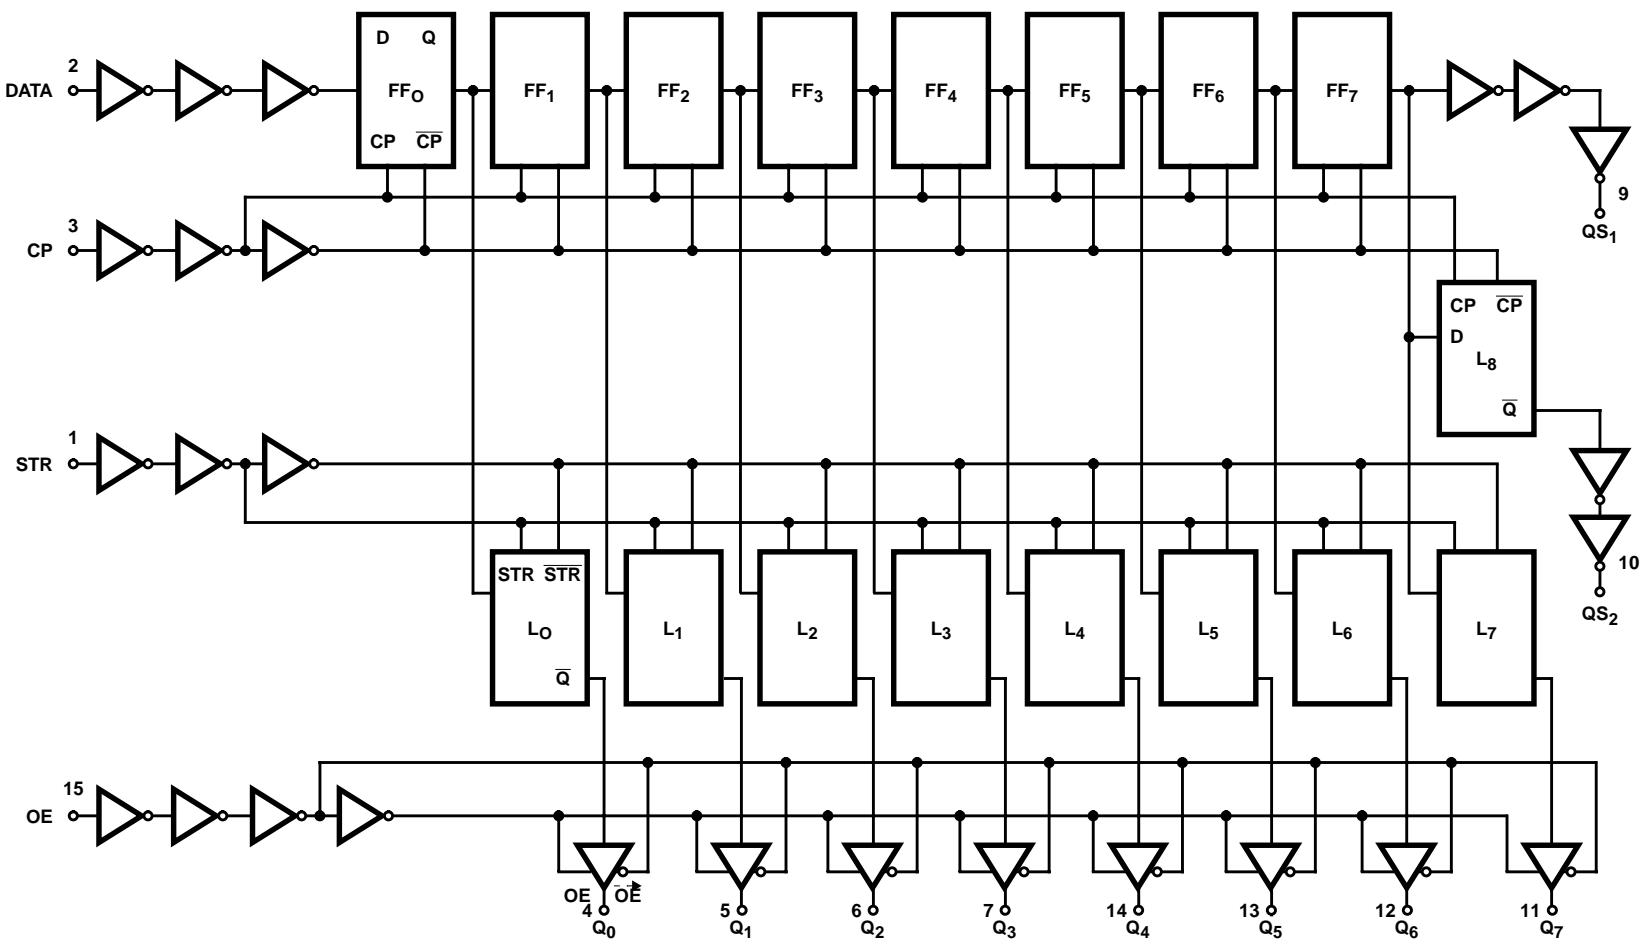 2
DATA
D Q
FF0
CP CP
FF1
FF2
FF3
FF4
FF5
FF6
FF7
9
QS1
3
CP
CP CP
D
L8
Q
1
STR
10
QS2
STR STR
L0
Q
L1
L2
L3
L4
L5
L6
L7
15
OE
OE OE
4
Q0
5
Q1
6
Q2
7
Q3
14
Q4
13
Q5
12
Q6
11
Q7